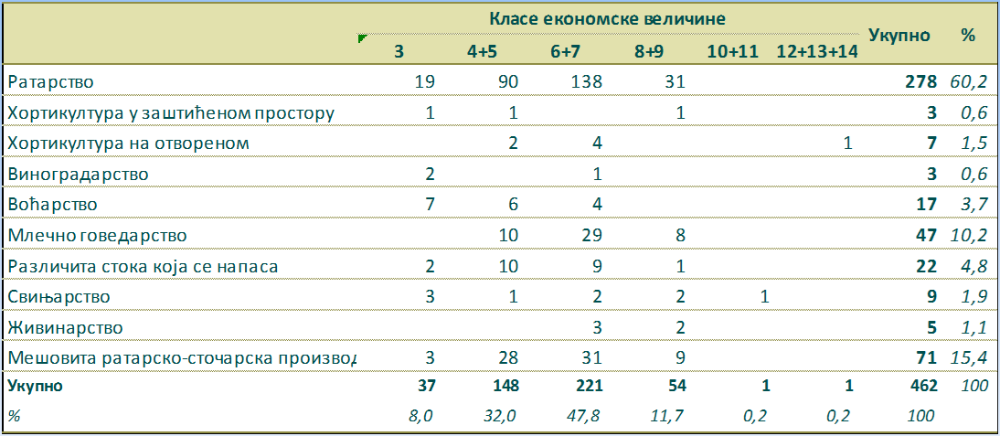 Класе економске величине
Укупно %
3 4+5 6+7 8+9 10+11 12+13+14
Ратарство 19 90 138 31 278 60,2
Хортикултура у заштићеном простору 1 1 1 3 0,6
Хортикултура на отвореном 2 4 1 7 1,5
Виноградарство 2 1 3 0,6
Воћарство 7 6 4 17 3,7
Млечно говедарство 10 29 8 47 10,2
Различита стока која се напаса 2 10 9 1 22 4,8
Свињарство 3 1 2 2 1 9 1,9
Живинарство 3 2 5 1,1
Мешовита ратарско-сточарска произвođ 3 28 31 9 71 15,4
Укупно 37 148 221 54 1 1 462 100
% 8,0 32,0 47,8 11,7 0,2 0,2 100